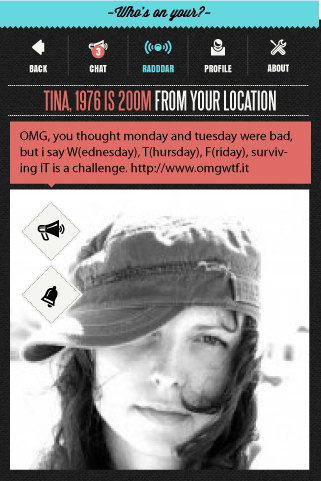 -Who's on your?-
3
BACK CHAT RADDDAR PROFILE ABOUT
TINA, 1976 IS 200M FROM YOUR LOCATION
OMG, you thought monday and tuesday were bad,
but i say W(ednesday), T(hursday), F(riday), surviv-
ing IT is a challenge. http://www.omgwtf.it